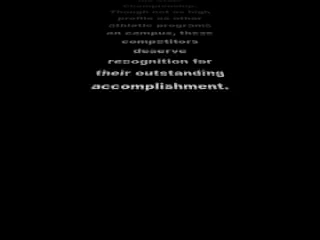 Championships.
Though not as high
profile as other
athletic programs
on campus, these
competitors
deserve
recognition for
their outstanding
accomplishment.